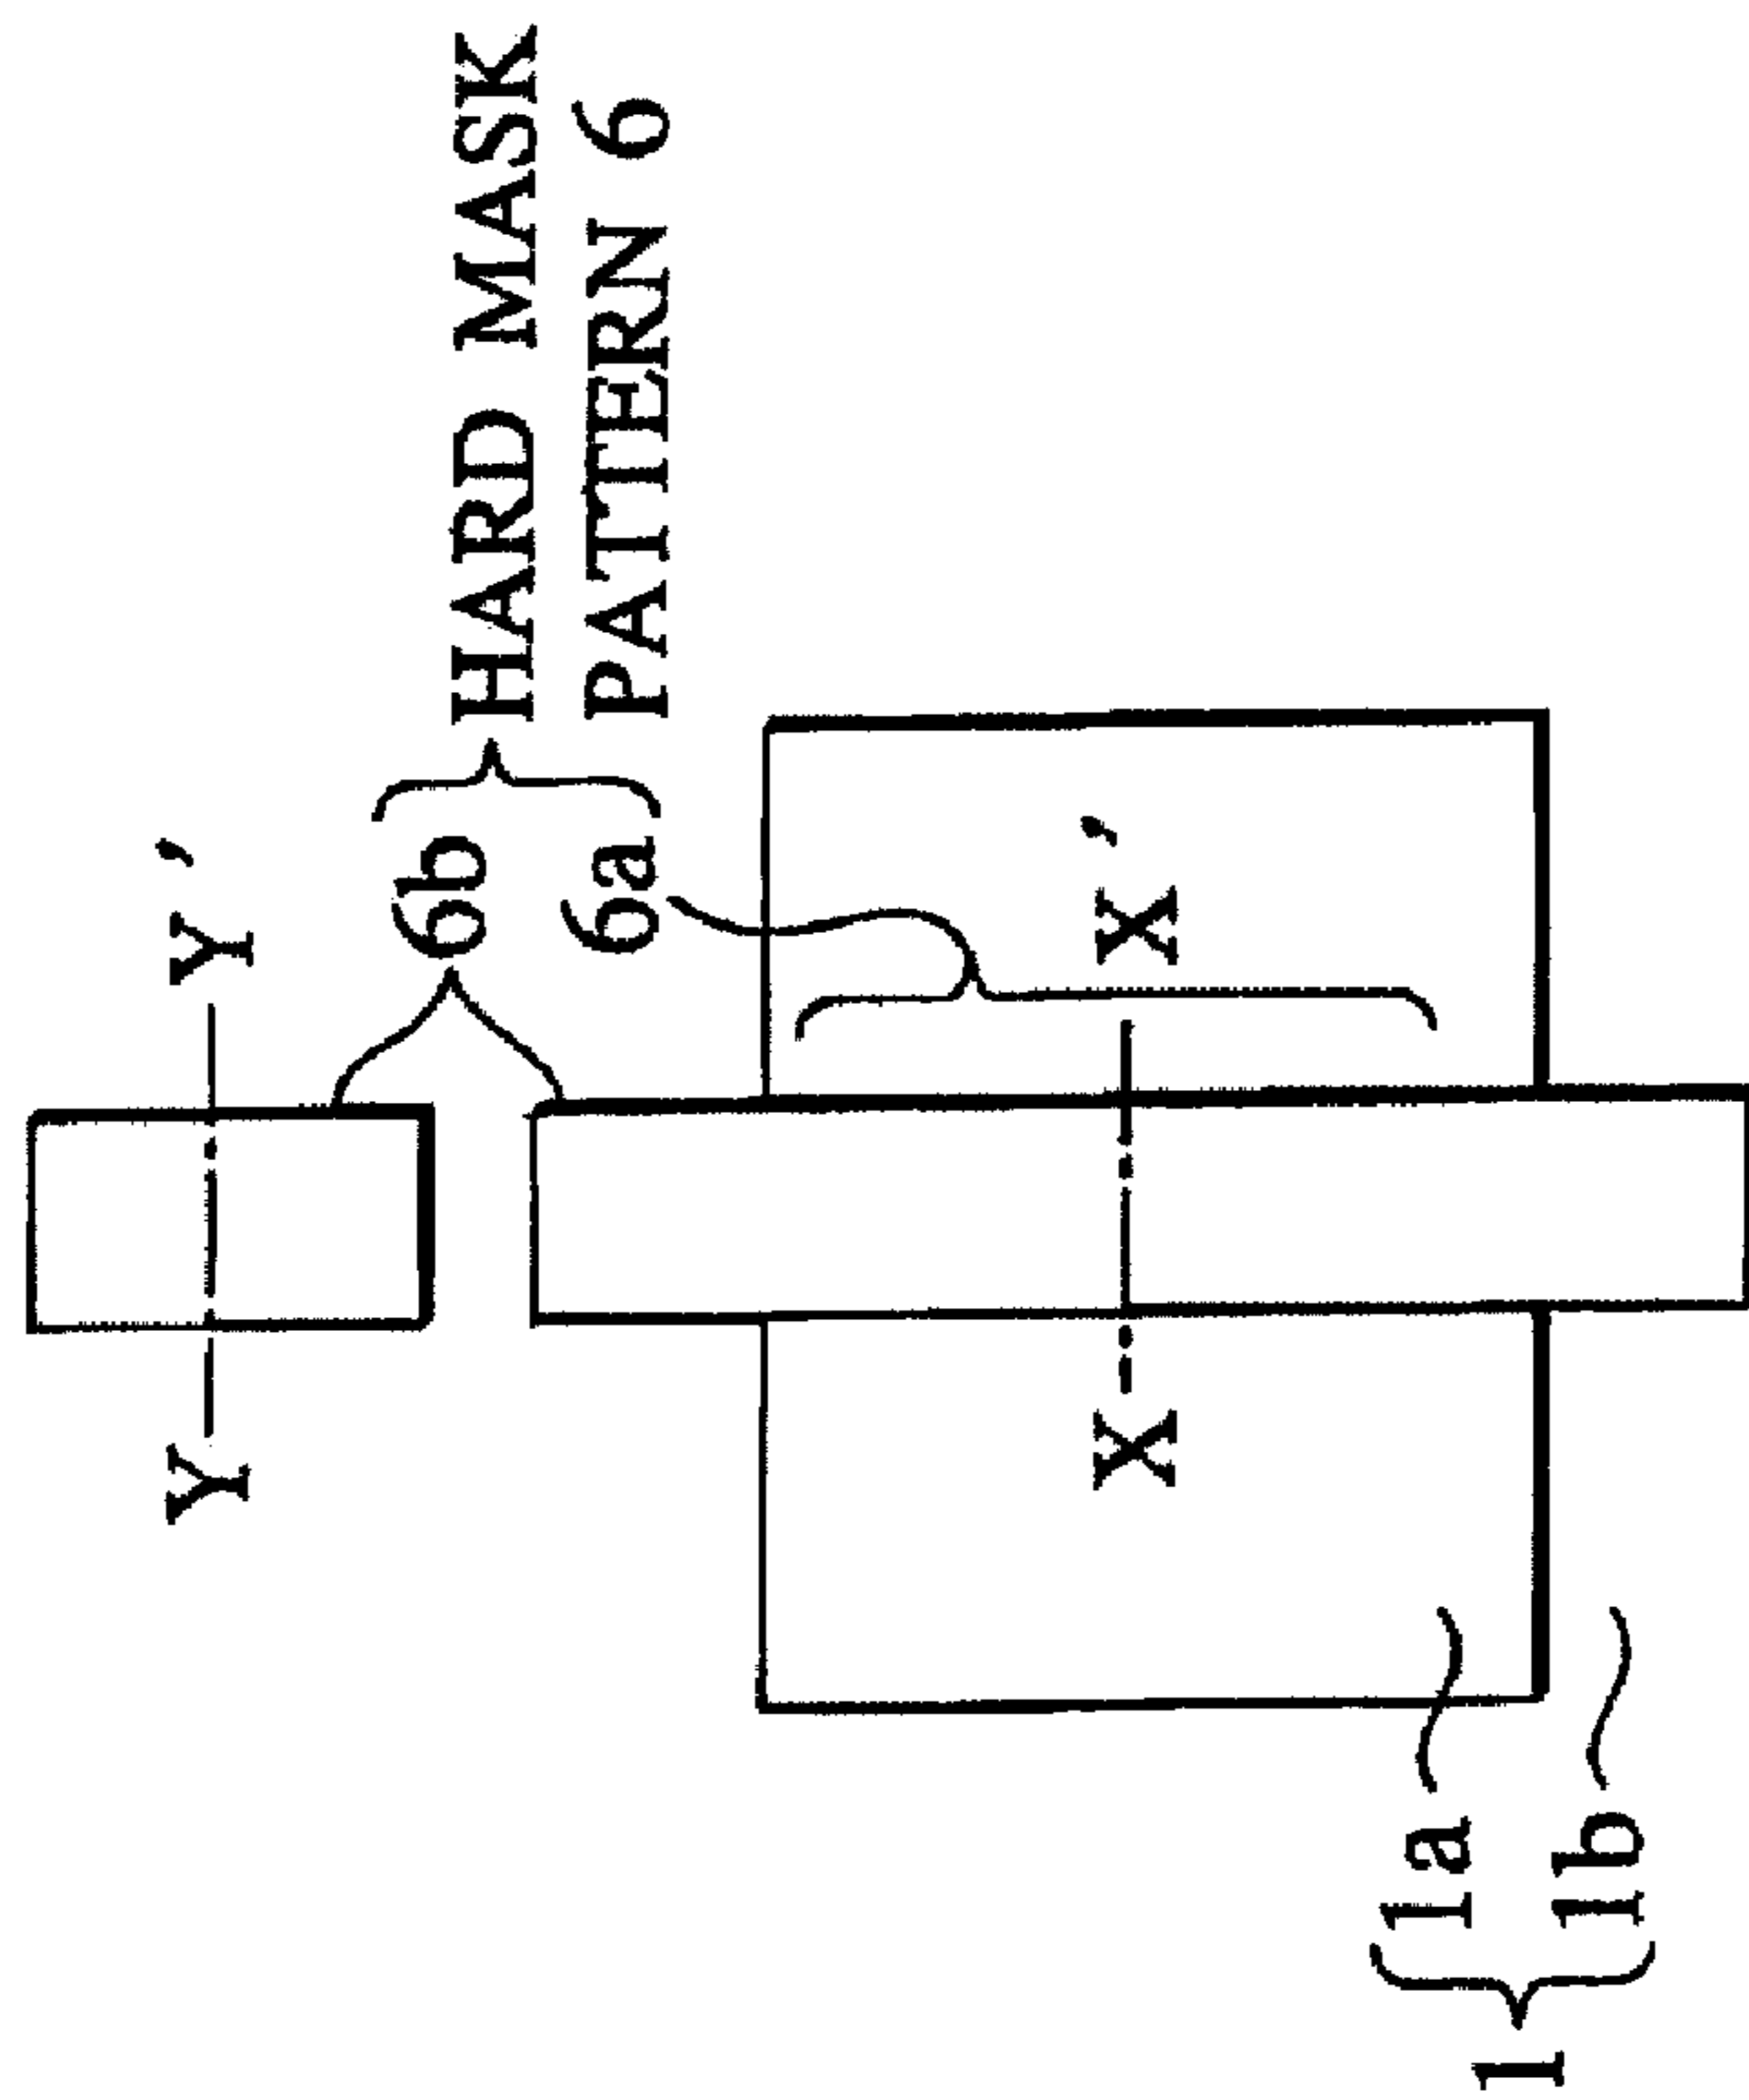 HARD MASK
PATTERN 6
Y Y'
6b
6a
X X'
1a
1b
1